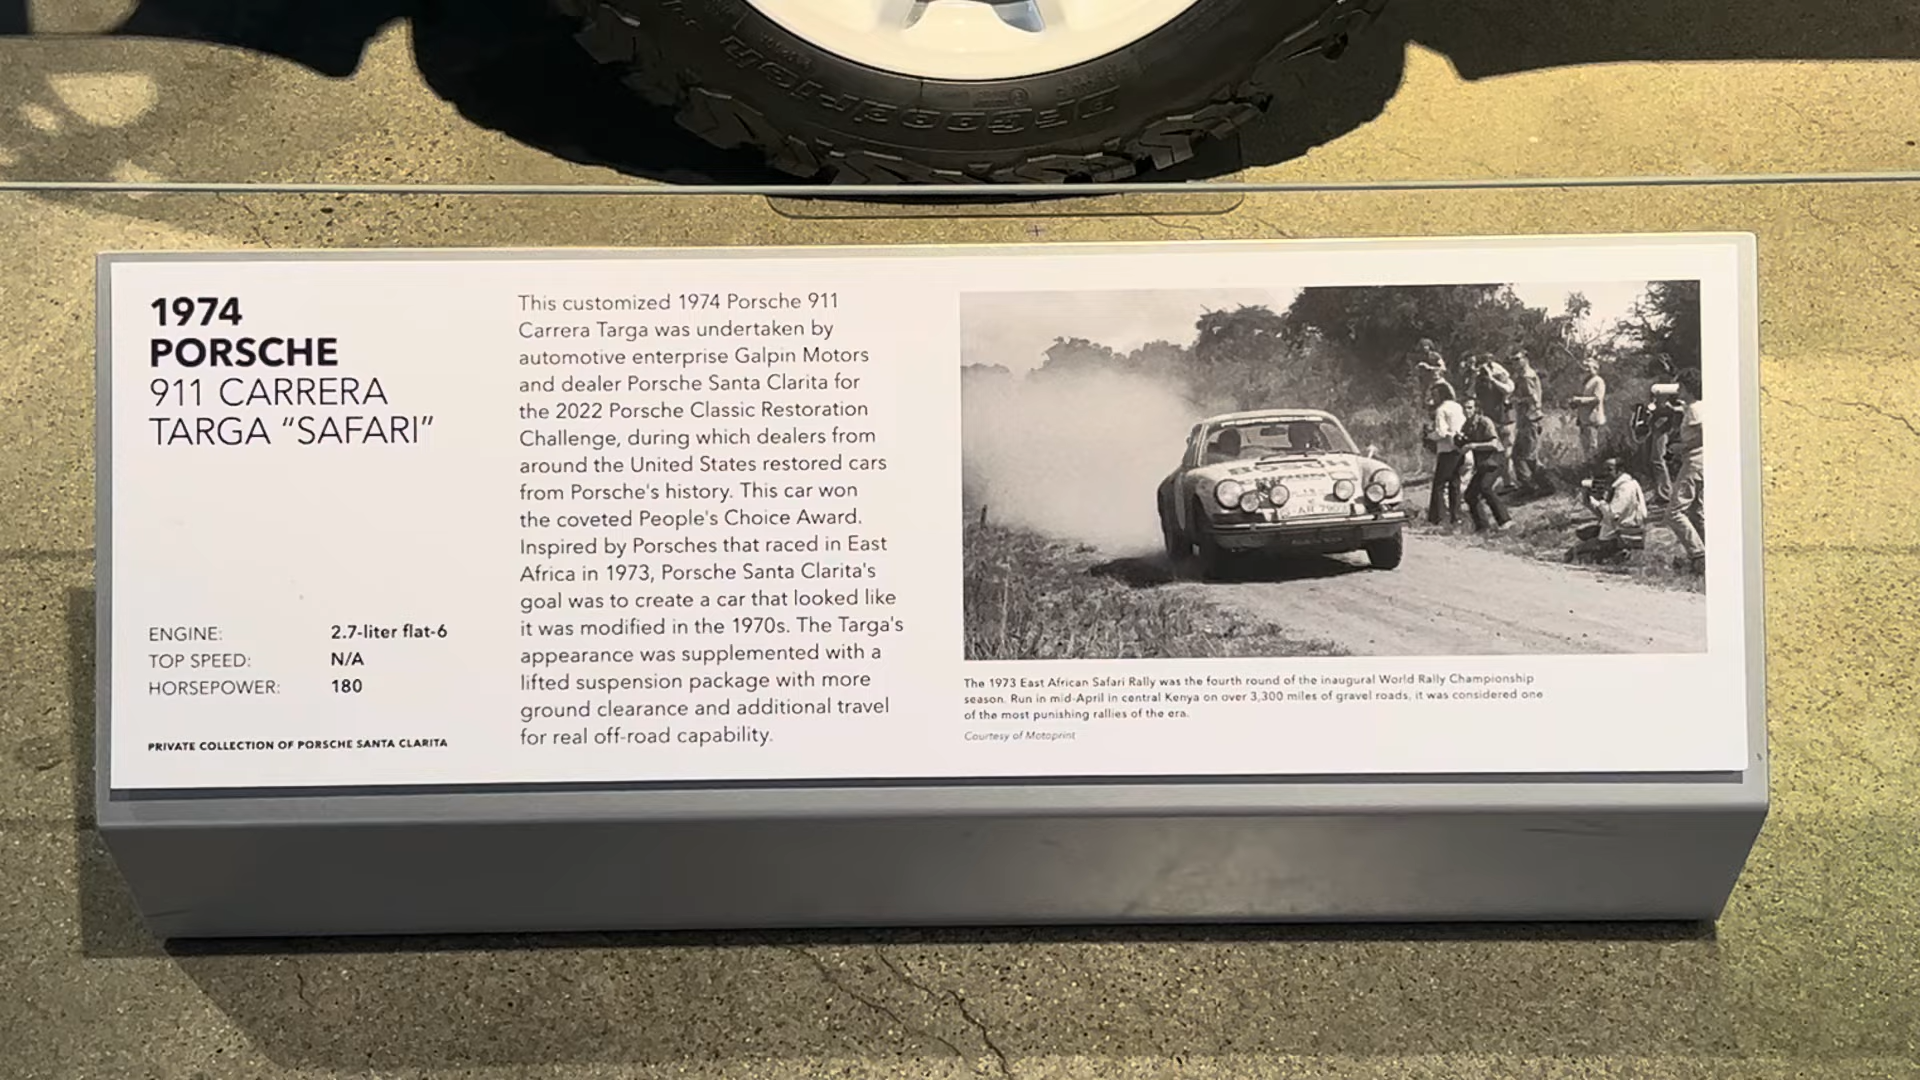 BFGoodrich
1974
PORSCHE
911 CARRERA
TARGA “SAFARI”
ENGINE: 2.7-liter flat-6
TOP SPEED: N/A
HORSEPOWER: 180
PRIVATE COLLECTION OF PORSCHE SANTA CLARITA
This customized 1974 Porsche 911
Carrera Targa was undertaken by
automotive enterprise Galpin Motors
and dealer Porsche Santa Clarita for
the 2022 Porsche Classic Restoration
Challenge, during which dealers from
around the United States restored cars
from Porsche's history. This car won
the coveted People's Choice Award.
Inspired by Porsches that raced in East
Africa in 1973, Porsche Santa Clarita's
goal was to create a car that looked like
it was modified in the 1970s. The Targa's
appearance was supplemented with a
lifted suspension package with more
ground clearance and additional travel
for real off-road capability.
BOSCH
The 1973 East African Safari Rally was the fourth round of the inaugural World Rally Championship
season. Run in mid-April in central Kenya on over 3,300 miles of gravel roads, it was considered one
of the most punishing rallies of the era.
Courtesy of Motoprint